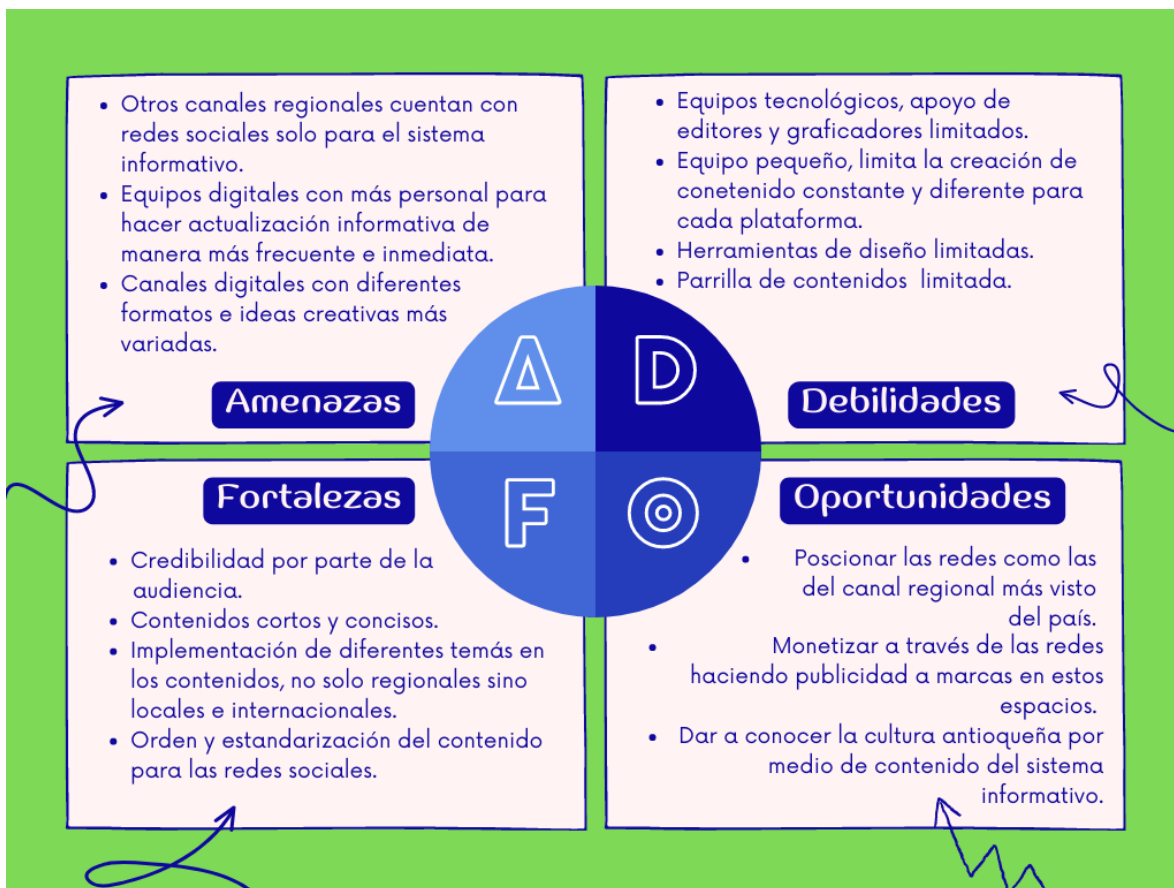 • Otros canales regionales cuentan con
redes sociales solo para el sistema
informativo.
• Equipos digitales con más personal para
hacer actualización informativa de
manera más frecuente e inmediata.
• Canales digitales con diferentes
formatos e ideas creativas más
variadas.
Amenazas
• Equipos tecnológicos, apoyo de
editores y graficadores limitados.
• Equipo pequeño, limita la creación de
conetenido constante y diferente para
cada plataforma.
• Herramientas de diseño limitadas.
• Parrilla de contenidos limitada.
Debilidades
A
D
F
O
Fortalezas
• Credibilidad por parte de la
audiencia.
• Contenidos cortos y concisos.
• Implementación de diferentes temás en
los contenidos, no solo regionales sino
locales e internacionales.
• Orden y estandarización del contenido
para las redes sociales.
Oportunidades
• Poscionar las redes como las
del canal regional más visto
del país.
• Monetizar a través de las redes
haciendo publicidad a marcas en estos
espacios.
• Dar a conocer la cultura antioqueña por
medio de contenido del sistema
informativo.